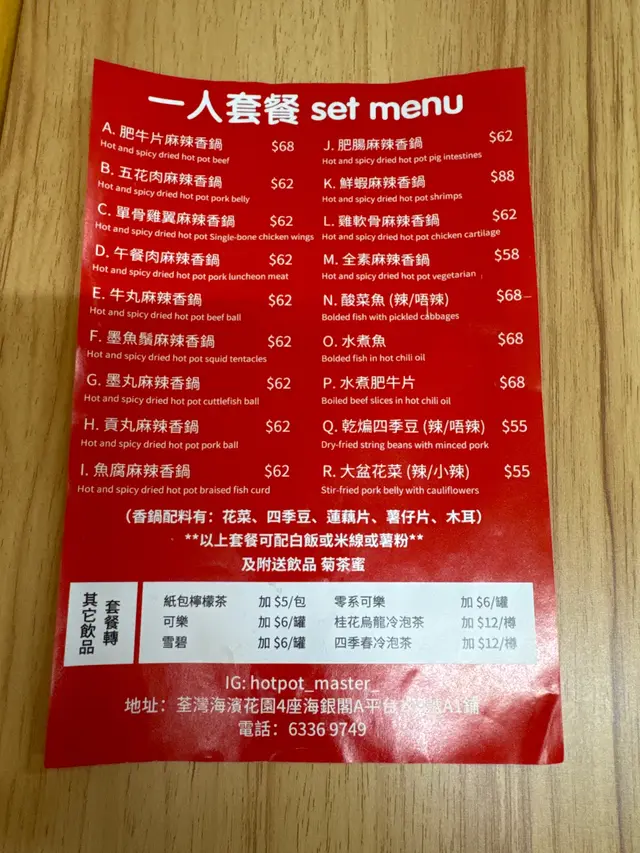 一人套餐 set menu
A. 肥牛片麻辣香鍋 $68
Hot and spicy dried hot pot beef
B. 五花肉麻辣香鍋 $62
Hot and spicy dried hot pot pork belly
C. 單骨雞翼麻辣香鍋 $62
Hot and spicy dried hot pot Single-bone chicken wings
D. 午餐肉麻辣香鍋 $62
Hot and spicy dried hot pot pork luncheon meat
E. 牛丸麻辣香鍋 $62
Hot and spicy dried hot pot beef ball
F. 墨魚鬚麻辣香鍋 $62
Hot and spicy dried hot pot squid tentacles
G. 墨丸麻辣香鍋 $62
Hot and spicy dried hot pot cuttlefish ball
H. 貢丸麻辣香鍋 $62
Hot and spicy dried hot pot pork ball
I. 魚腐麻辣香鍋 $62
Hot and spicy dried hot pot braised fish curd
J. 肥腸麻辣香鍋 $62
Hot and spicy dried hot pot pig intestines
K. 鮮蝦麻辣香鍋 $88
Hot and spicy dried hot pot shrimps
L. 雞軟骨麻辣香鍋 $62
Hot and spicy dried hot pot chicken cartilage
M. 全素麻辣香鍋 $58
Hot and spicy dried hot pot vegetarian
N. 酸菜魚 (辣/唔辣) $68
Bolded fish with pickled cabbages
O. 水煮魚 $68
Bolded fish in hot chili oil
P. 水煮肥牛片 $68
Boiled beef slices in hot chili oil
Q. 乾煸四季豆 (辣/唔辣) $55
Dry-fried string beans with minced pork
R. 大盆花菜 (辣/小辣) $55
Stir-fried pork belly with cauliflowers
（香鍋配料有：花菜、四季豆、蓮藕片、薯仔片、木耳）
**以上套餐可配白飯或米線或薯粉**
及附送飲品 菊茶蜜
套餐轉
其它飲品
紙包檸檬茶 加 $5/包 零系可樂 加 $6/罐
可樂 加 $6/罐 桂花烏龍冷泡茶 加 $12/樽
雪碧 加 $6/罐 四季春冷泡茶 加 $12/樽
IG: hotpot_master_
地址：荃灣海濱花園4座海銀閣A平台 A1鋪
電話：6336 9749